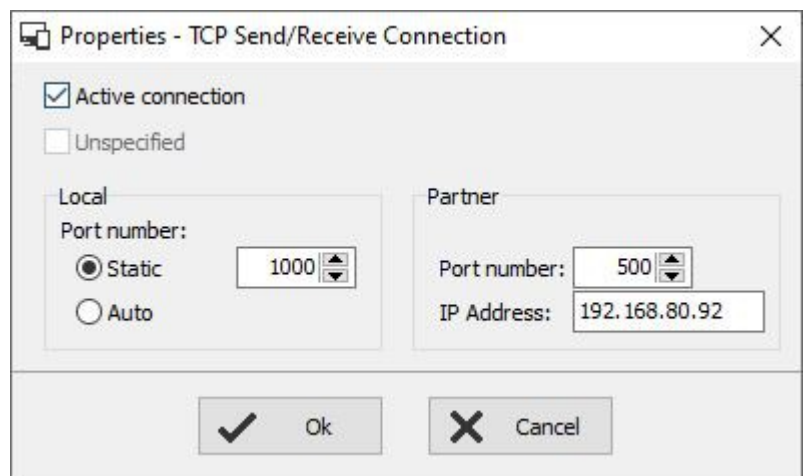 Properties - TCP Send/Receive Connection
Active connection
Unspecified
Local
Port number:
Static 1000
Auto
Partner
Port number: 500
IP Address: 192.168.80.92
Ok
Cancel